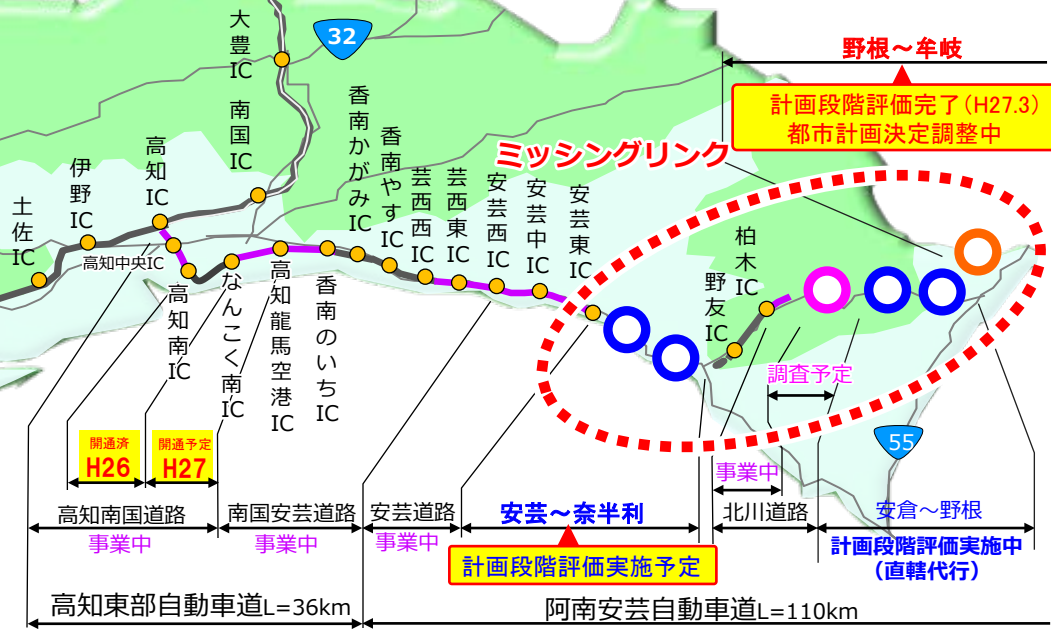 32
大豊IC
南国IC
野根～牟岐
計画段階評価完了(H27.3)
都市計画決定調整中
ミッシングリンク
土佐IC
伊野IC
高知IC
高知中央IC
高知南IC
なんこく南IC
高知龍馬空港IC
香南のいちIC
香南かがみIC
香南やすIC
芸西西IC
芸西東IC
安芸西IC
安芸中IC
安芸東IC
野友IC
柏木IC
調査予定
55
開通済
H26
開通予定
H27
事業中
高知南国道路
事業中
南国安芸道路
事業中
安芸道路
事業中
安芸～奈半利
計画段階評価実施予定
北川道路
安倉～野根
計画段階評価実施中
（直轄代行）
高知東部自動車道L=36km
阿南安芸自動車道L=110km